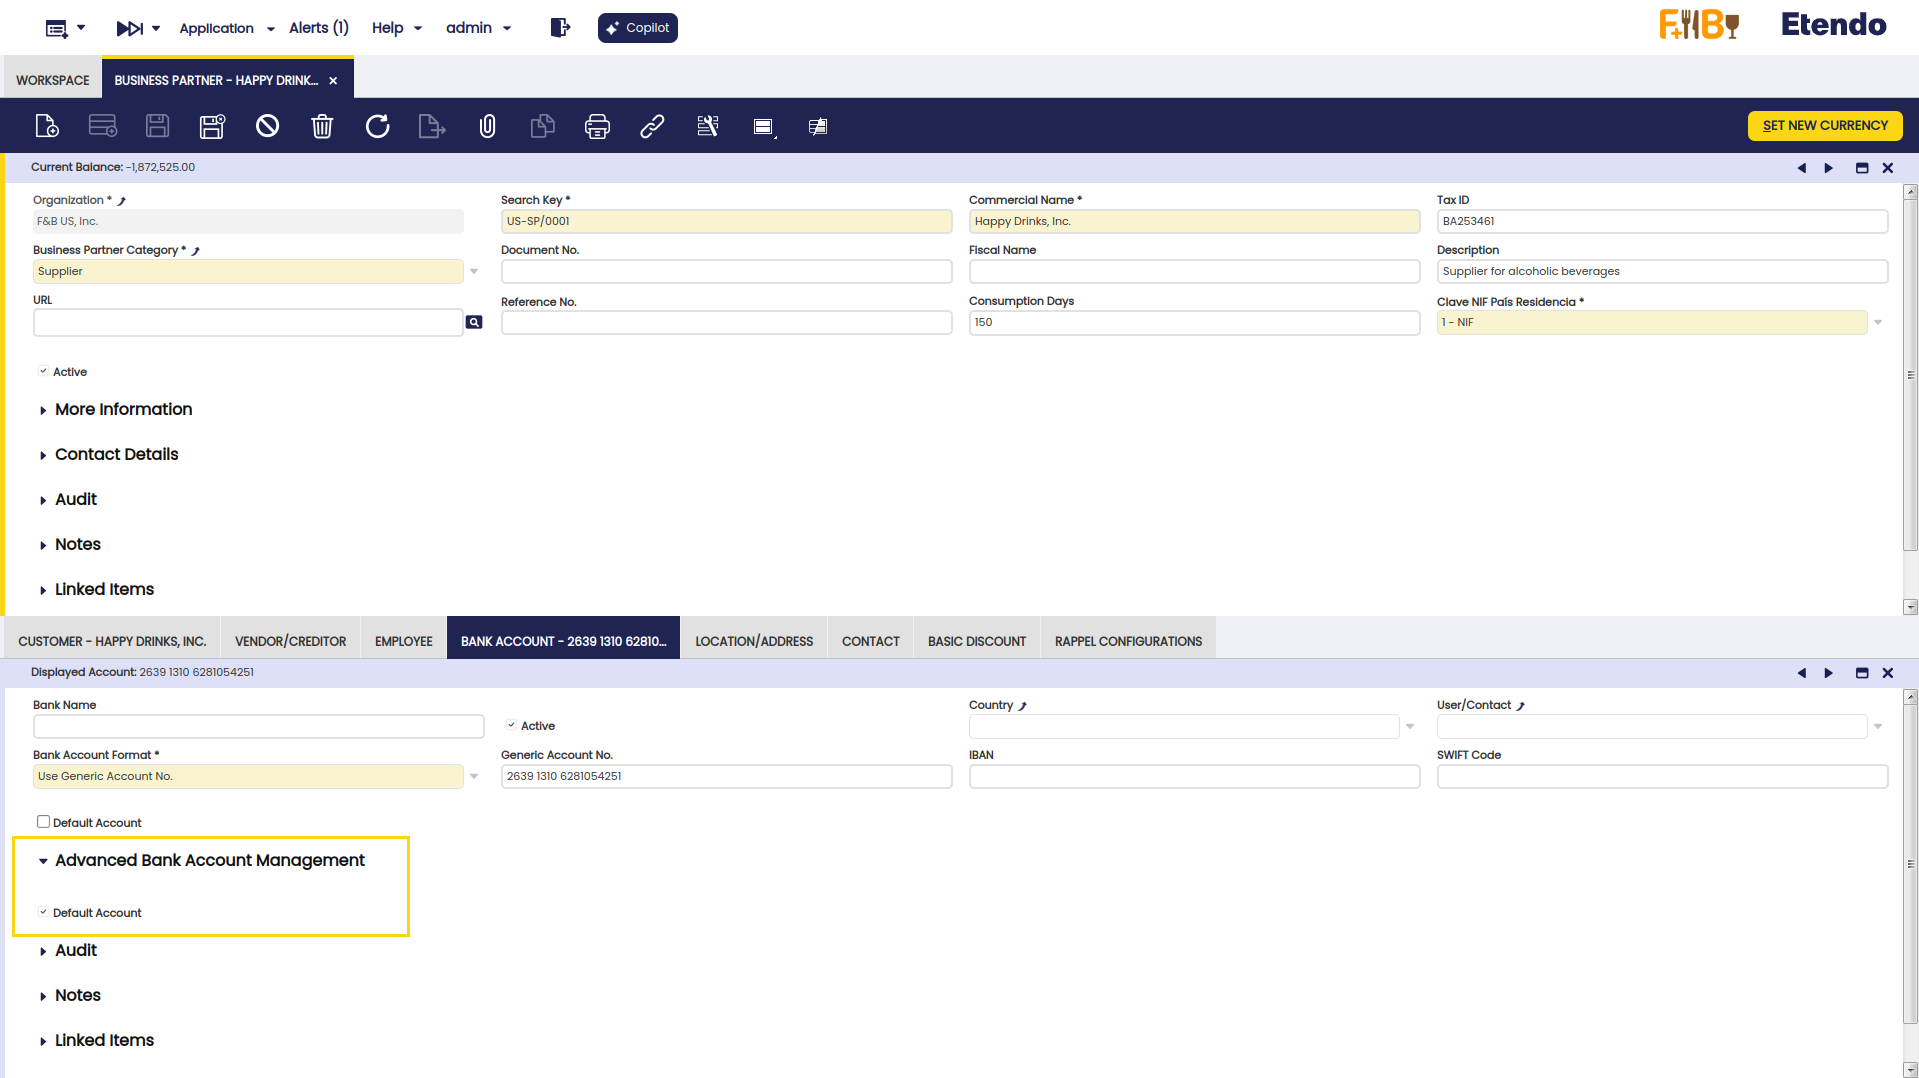 Application
Alerts (1)
Help
admin
Copilot
F+B
Etendo
WORKSPACE
BUSINESS PARTNER - HAPPY DRINK...
SET NEW CURRENCY
Current Balance: -1,872,525.00
Organization *
Search Key *
Commercial Name *
Tax ID
F&B US, Inc.
US-SP/0001
Happy Drinks, Inc.
BA253461
Business Partner Category *
Document No.
Fiscal Name
Description
Supplier
Supplier for alcoholic beverages
URL
Reference No.
Consumption Days
Clave NIF País Residencia *
150
1 - NIF
Active
More Information
Contact Details
Audit
Notes
Linked Items
CUSTOMER - HAPPY DRINKS, INC.
VENDOR/CREDITOR
EMPLOYEE
BANK ACCOUNT - 2639 1310 62810...
LOCATION/ADDRESS
CONTACT
BASIC DISCOUNT
RAPPEL CONFIGURATIONS
Displayed Account: 2639 1310 6281054251
Bank Name
Active
Country
User/Contact
Bank Account Format *
Generic Account No.
IBAN
SWIFT Code
Use Generic Account No.
2639 1310 6281054251
Default Account
Advanced Bank Account Management
Default Account
Audit
Notes
Linked Items